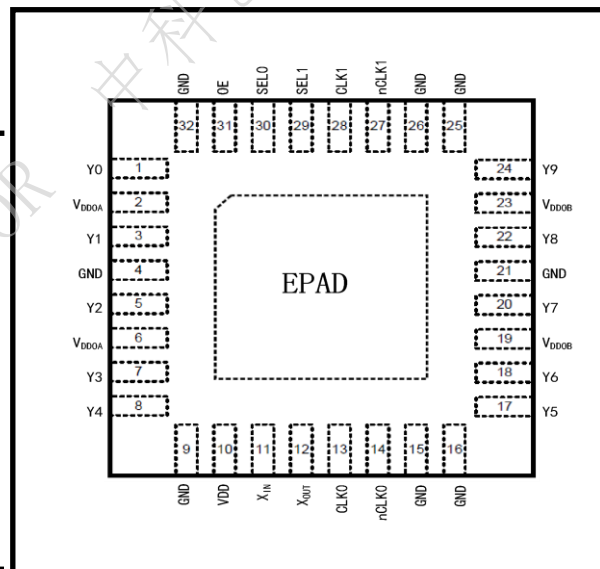 中科
OR
GND OE SEL0 SEL1 CLK1 nCLK1 GND GND
32 31 30 29 28 27 26 25
Y0 1 24 Y9
VDDOA 2 23 VDDOB
Y1 3 22 Y8
GND 4 21 GND
EPAD
Y2 5 20 Y7
VDDOA 6 19 VDDOB
Y3 7 18 Y6
Y4 8 17 Y5
9 10 11 12 13 14 15 16
GND VDD XIN XOUT CLK0 nCLK0 GND GND